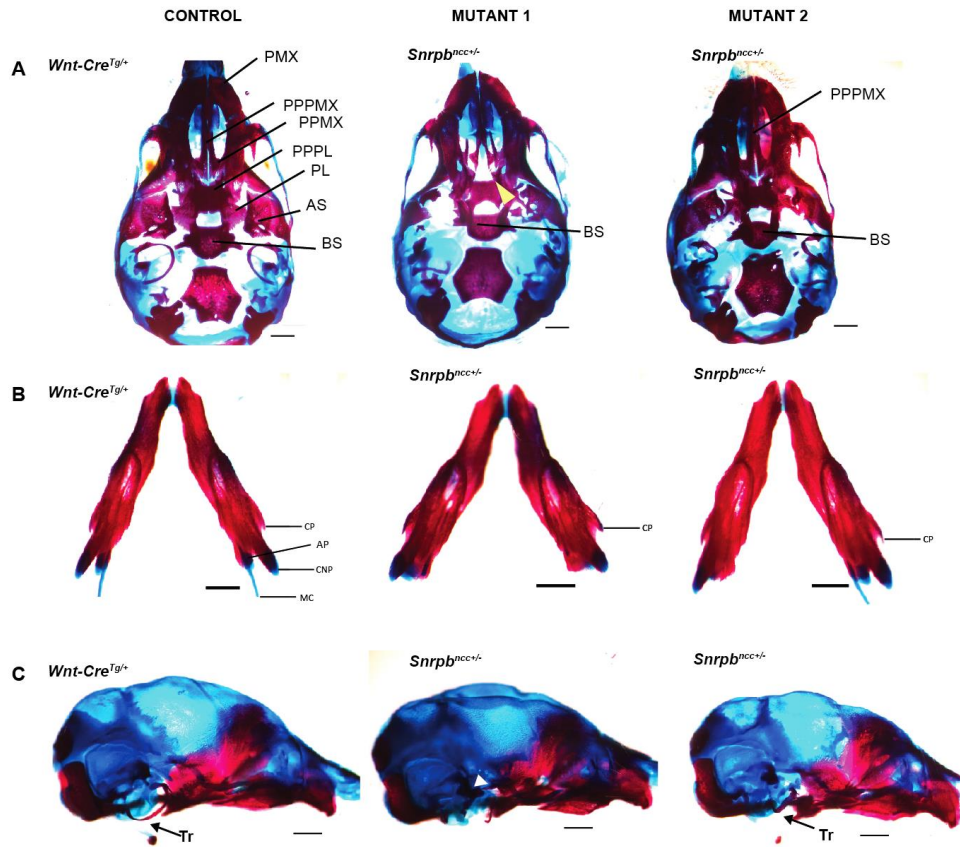 CONTROL MUTANT 1 MUTANT 2
A Wnt-Cre^Tg/+ Snrpb^ncc+/- Snrpb^ncc+/-
PMX
PPPMX
PPMX
PPPL
PL
AS
BS
BS
PPPMX
BS
B Wnt-Cre^Tg/+ Snrpb^ncc+/- Snrpb^ncc+/-
CP
AP
CNP
MC
CP
CP
C Wnt-Cre^Tg/+ Snrpb^ncc+/- Snrpb^ncc+/-
Tr
Tr